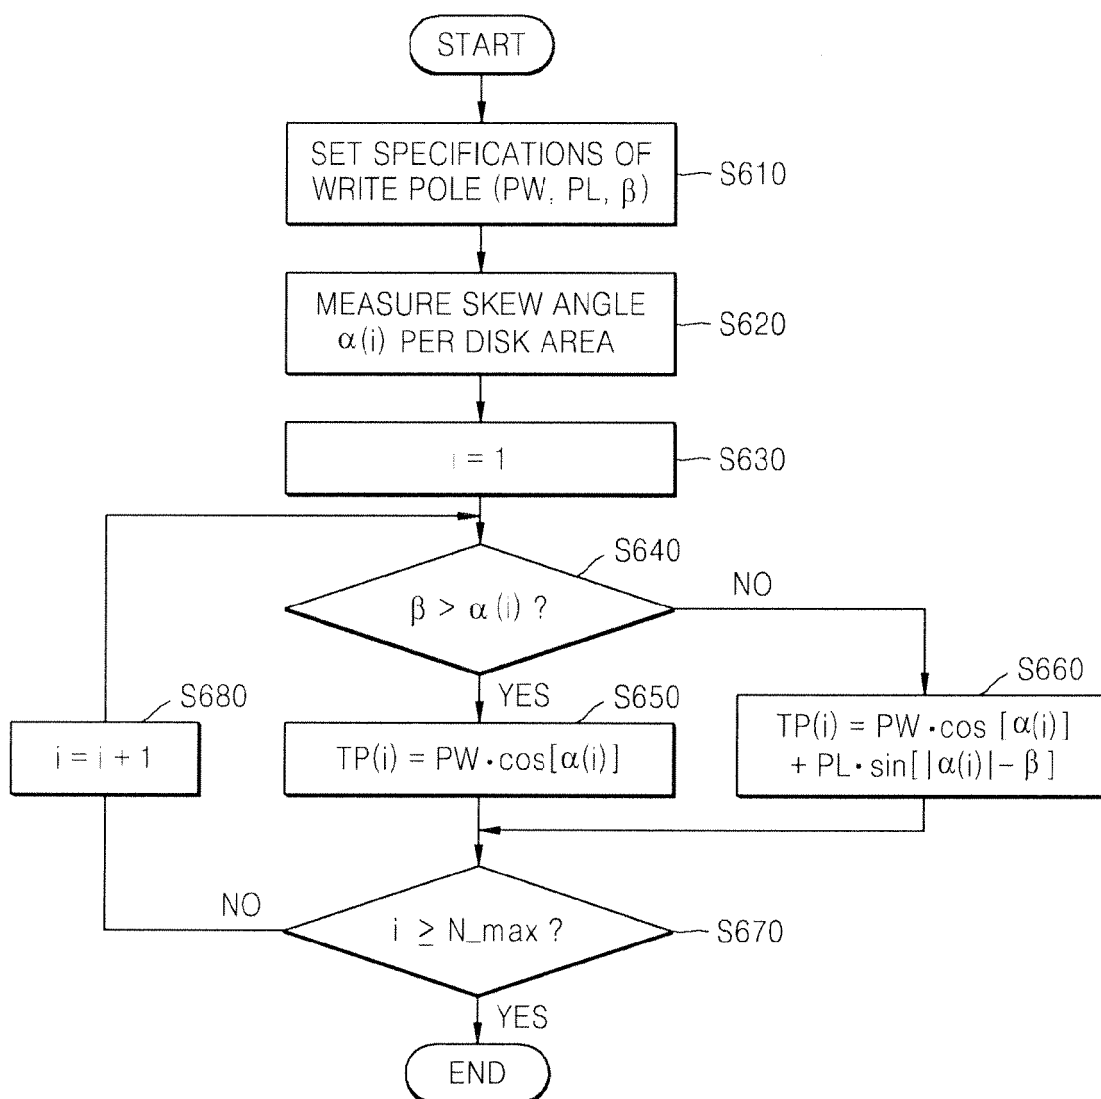 START
SET SPECIFICATIONS OF
WRITE POLE (PW, PL, β)
S610
MEASURE SKEW ANGLE
α(i) PER DISK AREA
S620
i = 1
S630
S640
β > α(i) ?
NO
YES
S650
TP(i) = PW·cos[α(i)]
S660
TP(i) = PW·cos [α(i)]
+ PL·sin[|α(i)|-β]
S680
i = i + 1
NO
i ≥ N_max ?
S670
YES
END